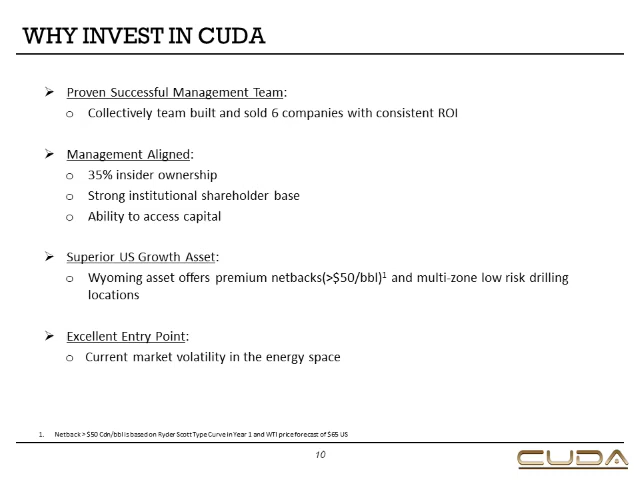 WHY INVEST IN CUDA
➢ Proven Successful Management Team:
o Collectively team built and sold 6 companies with consistent ROI
➢ Management Aligned:
o 35% insider ownership
o Strong institutional shareholder base
o Ability to access capital
➢ Superior US Growth Asset:
o Wyoming asset offers premium netbacks(>$50/bbl)¹ and multi-zone low risk drilling
locations
➢ Excellent Entry Point:
o Current market volatility in the energy space
1. Netback > $50 Cdn/bbl is based on Ryder Scott Type Curve in Year 1 and WTI price forecast of $65 US
10
CUDA